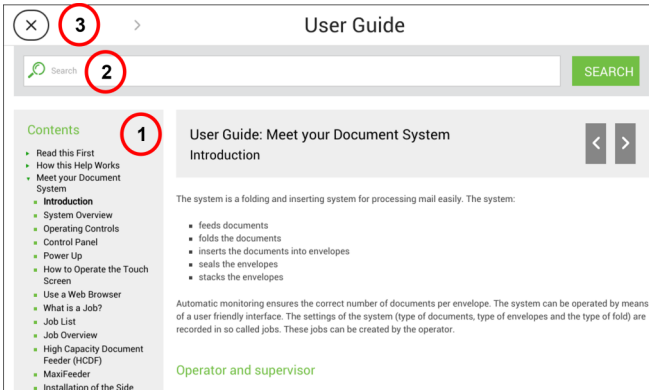 3
User Guide
Search
2
SEARCH
Contents
1
Read this First
How this Help Works
Meet your Document
System
Introduction
System Overview
Operating Controls
Control Panel
Power Up
How to Operate the Touch
Screen
Use a Web Browser
What is a Job?
Job List
Job Overview
High Capacity Document
Feeder (HCDF)
MaxiFeeder
Installation of the Side
User Guide: Meet your Document System
Introduction
The system is a folding and inserting system for processing mail easily. The system:
feeds documents
folds the documents
inserts the documents into envelopes
seals the envelopes
stacks the envelopes
Automatic monitoring ensures the correct number of documents per envelope. The system can be operated by means
of a user friendly interface. The settings of the system (type of documents, type of envelopes and the type of fold) are
recorded in so called jobs. These jobs can be created by the operator.
Operator and supervisor